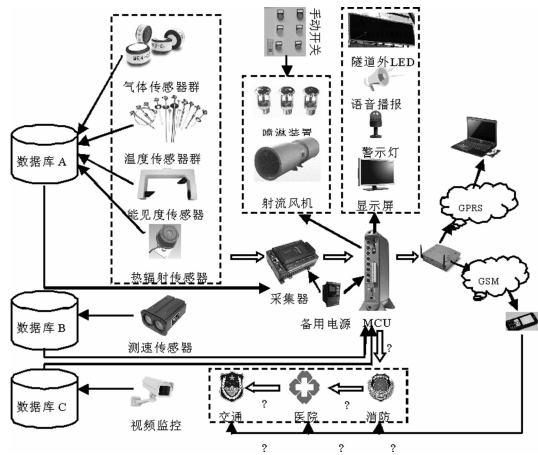 手动开关
隧道外LED
气体传感器群
语音播报
喷淋装置
数据库 A
温度传感器群
警示灯
能见度传感器
射流风机
显示屏
GPRS
热辐射传感器
采集器
GSM
备用电源
MCU
数据库 B
测速传感器
?
数据库 C
视频监控
交通
?
医院
?
消防
?
?
?